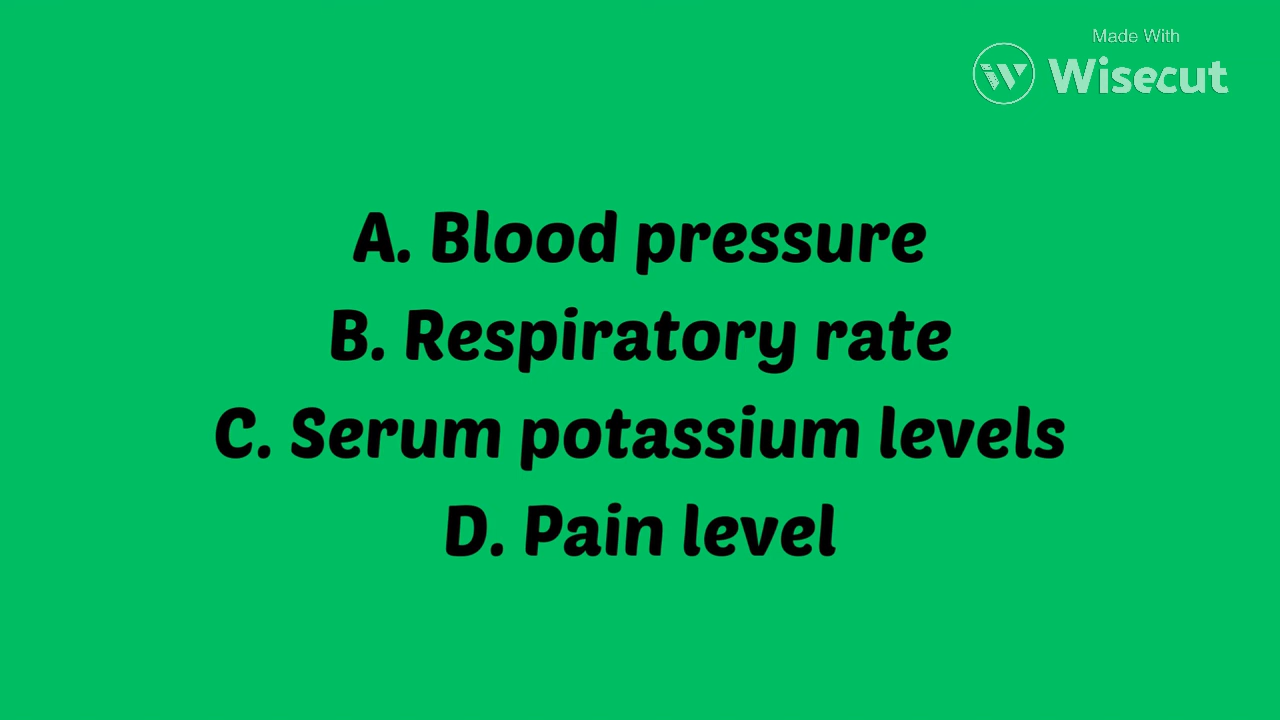 Made With
Wisecut
A. Blood pressure
B. Respiratory rate
C. Serum potassium levels
D. Pain level